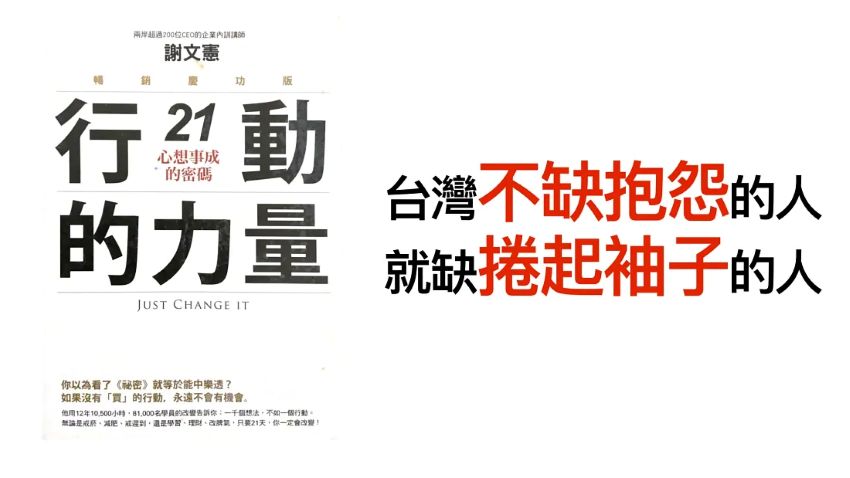 兩岸超過200位CEO的企業內訓講師
謝文憲
暢銷慶功版
行 21 動
心想事成
的密碼
的力量
JUST CHANGE IT
你以為看了《祕密》就等於能中樂透？
如果沒有「買」的行動，永遠不會有機會。
他用12年10,500小時，81,000名學員的改變告訴你：一千個想法，不如一個行動。
無論是戒菸、減肥、戒遲到，還是學習、理財、改脾氣，只要21天，你一定會改變！
台灣不缺抱怨的人
就缺捲起袖子的人